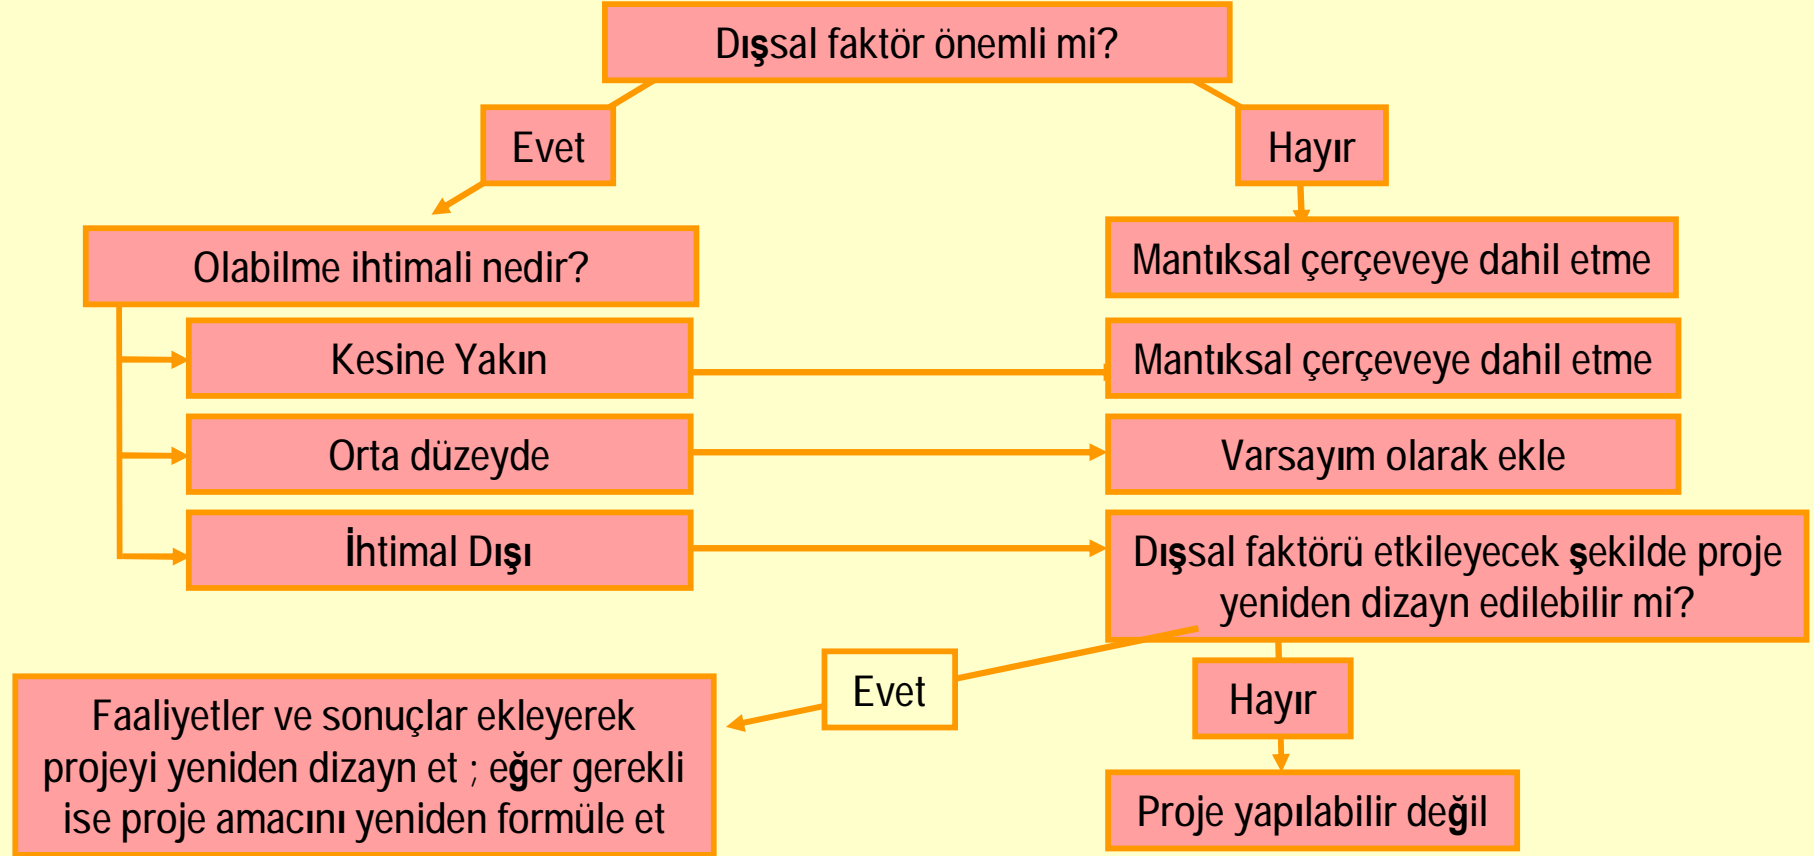 Dışsal faktör önemli mi?
Evet
Hayır
Olabilme ihtimali nedir?
Mantıksal çerçeveye dahil etme
Kesine Yakın
Mantıksal çerçeveye dahil etme
Orta düzeyde
Varsayım olarak ekle
İhtimal Dışı
Dışsal faktörü etkileyecek şekilde proje
yeniden dizayn edilebilir mi?
Evet
Hayır
Faaliyetler ve sonuçlar ekleyerek
projeyi yeniden dizayn et ; eğer gerekli
ise proje amacını yeniden formüle et
Proje yapılabilir değil